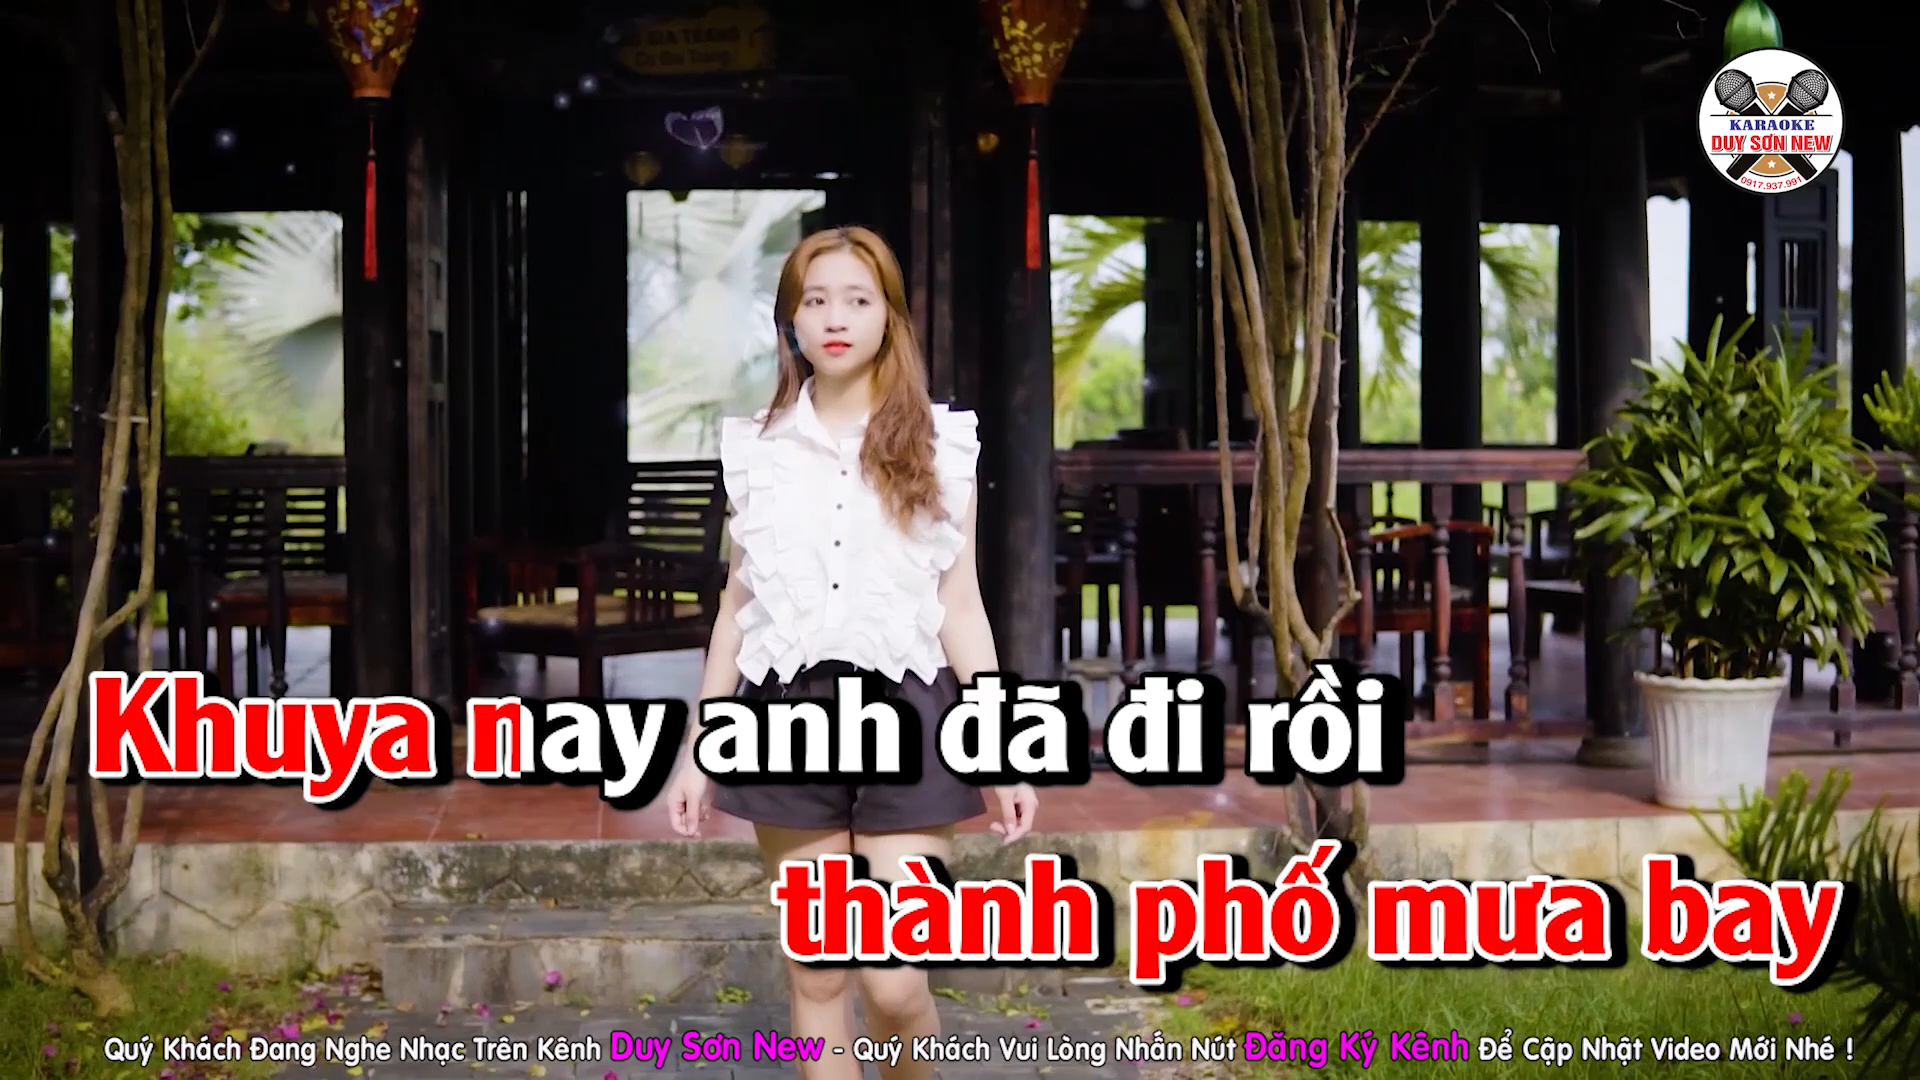 KARAOKE
DUY SƠN NEW
0917.937.991
Khuya nay anh đã đi rồi
thành phố mưa bay
Quý Khách Đang Nghe Nhạc Trên Kênh Duy Sơn New - Quý Khách Vui Lòng Nhấn Nút Đăng Ký Kênh Để Cập Nhật Video Mới Nhé !